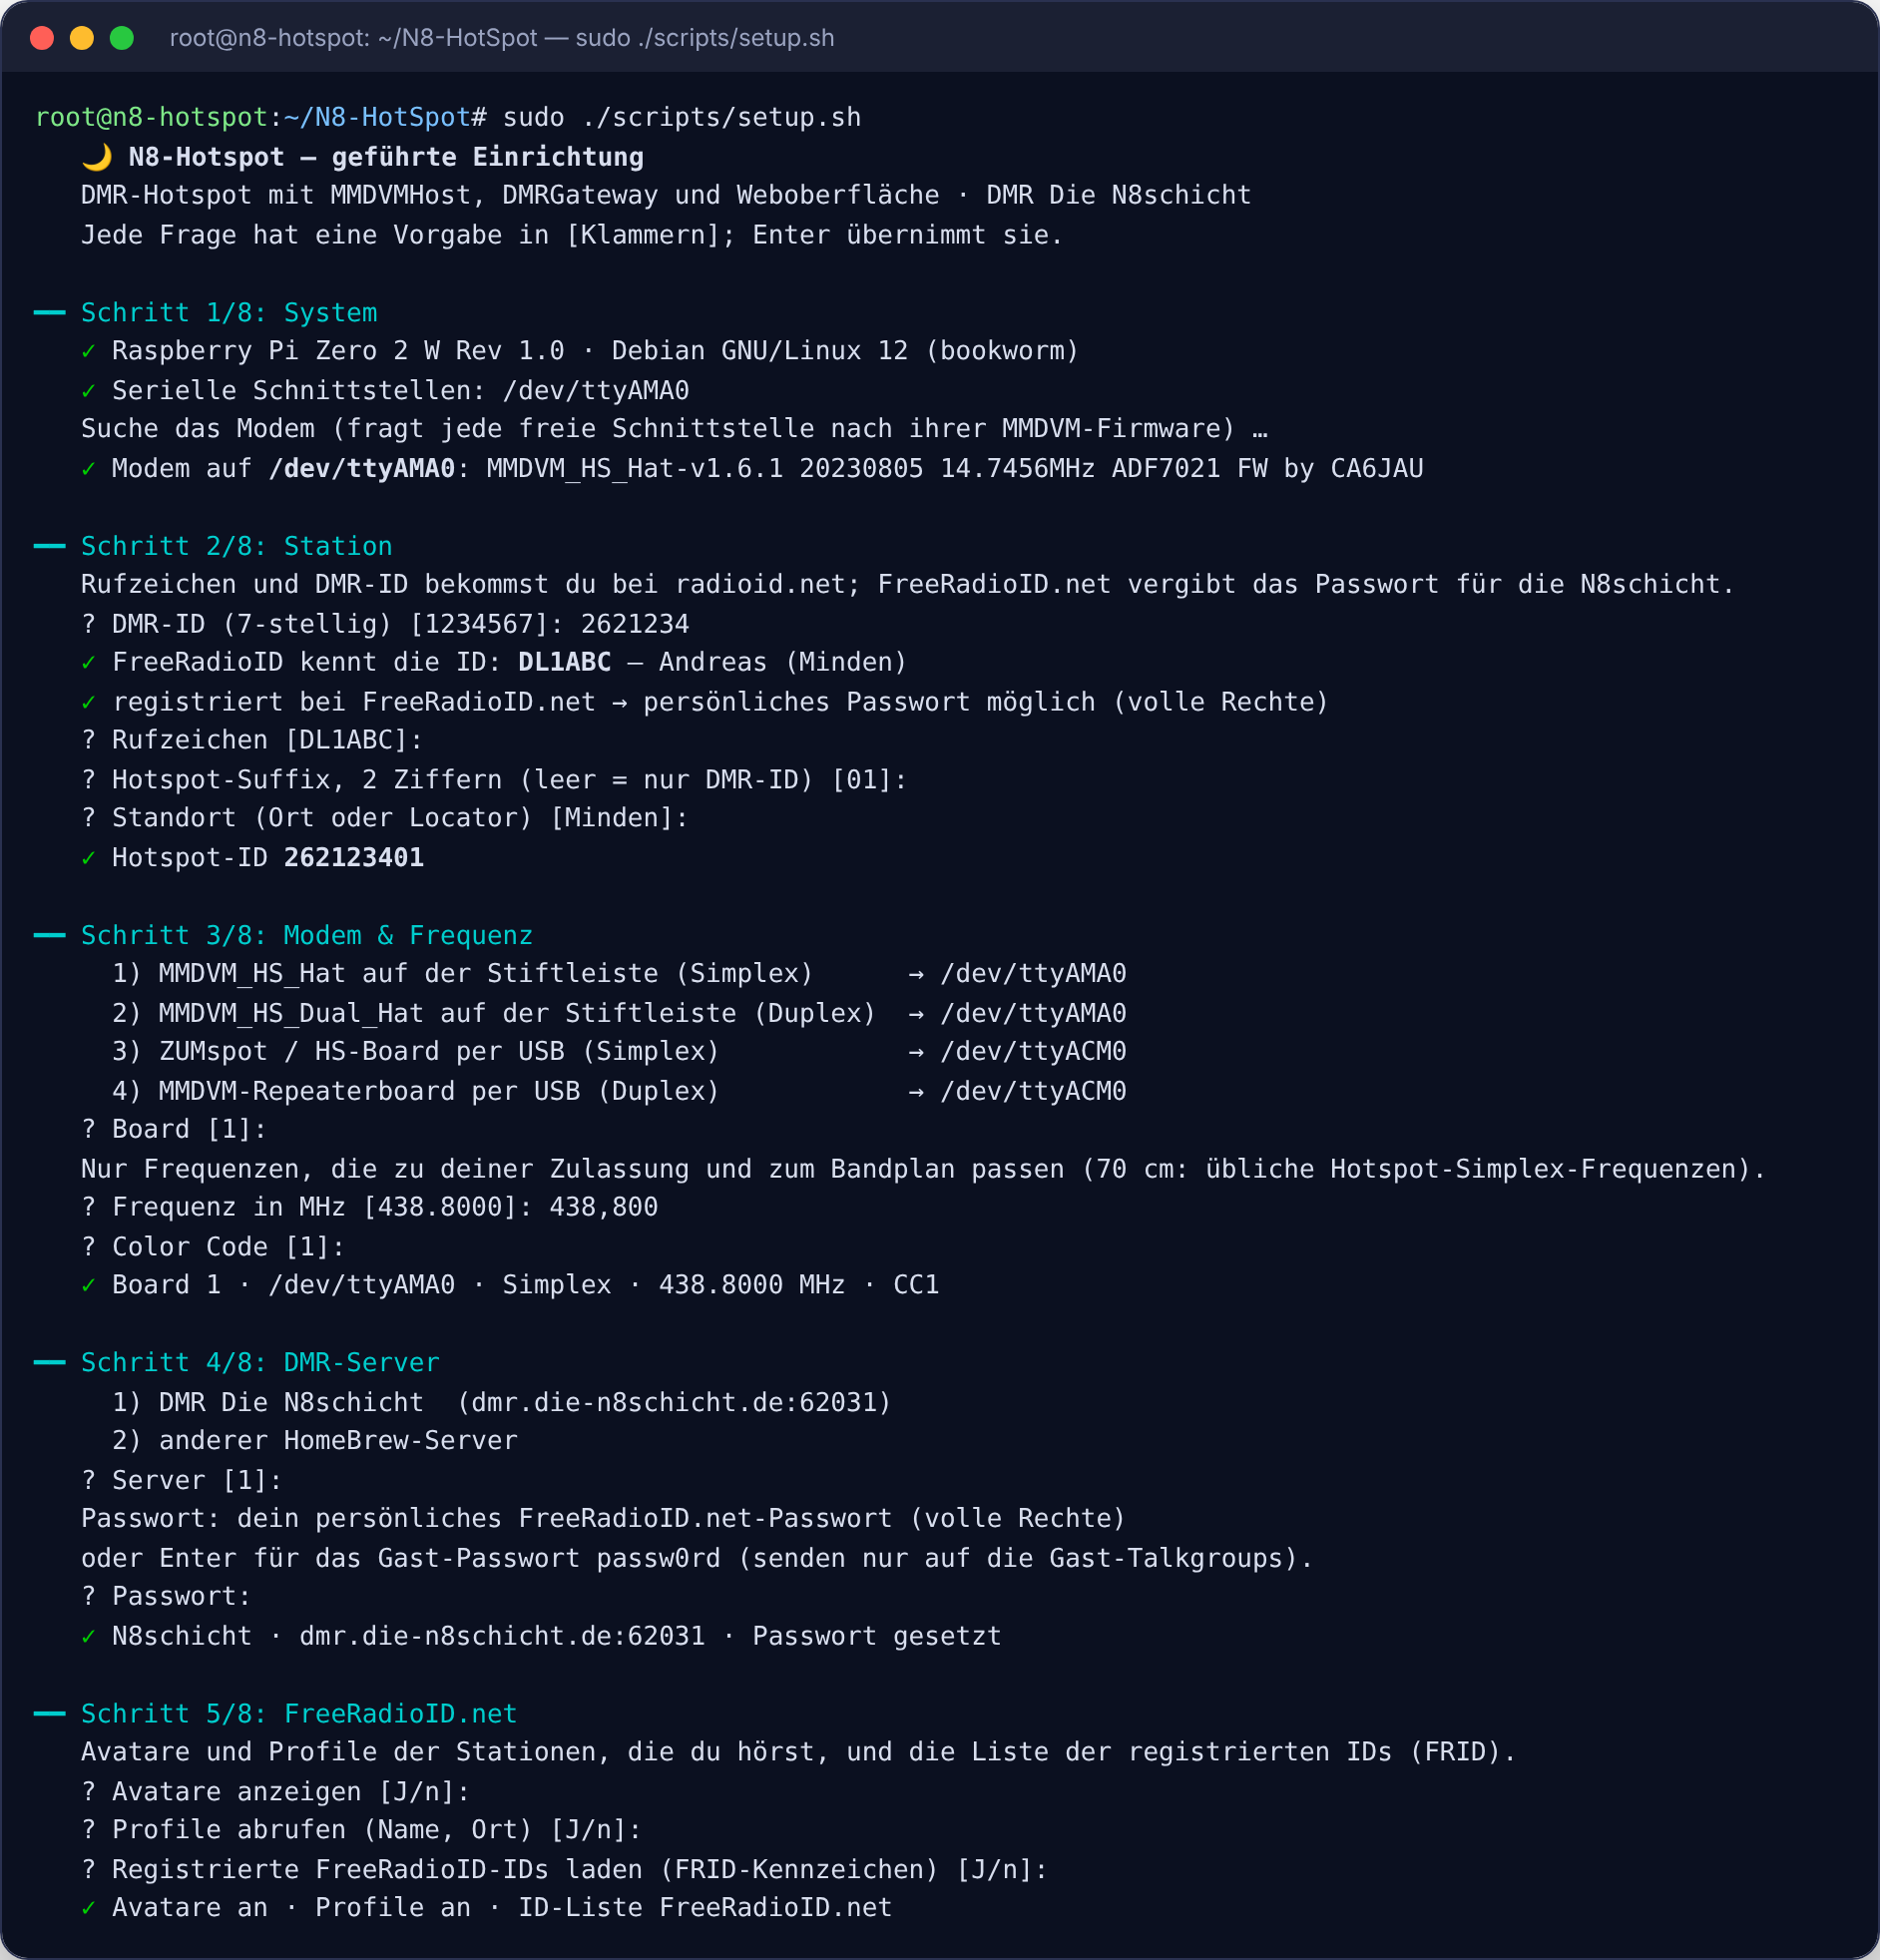 root@n8-hotspot: ~/N8-HotSpot — sudo ./scripts/setup.sh
root@n8-hotspot:~/N8-HotSpot# sudo ./scripts/setup.sh
🌙 N8-Hotspot — geführte Einrichtung
DMR-Hotspot mit MMDVMHost, DMRGateway und Weboberfläche · DMR Die N8schicht
Jede Frage hat eine Vorgabe in [Klammern]; Enter übernimmt sie.
━━ Schritt 1/8: System
✓ Raspberry Pi Zero 2 W Rev 1.0 · Debian GNU/Linux 12 (bookworm)
✓ Serielle Schnittstellen: /dev/ttyAMA0
Suche das Modem (fragt jede freie Schnittstelle nach ihrer MMDVM-Firmware) …
✓ Modem auf /dev/ttyAMA0: MMDVM_HS_Hat-v1.6.1 20230805 14.7456MHz ADF7021 FW by CA6JAU
━━ Schritt 2/8: Station
Rufzeichen und DMR-ID bekommst du bei radioid.net; FreeRadioID.net vergibt das Passwort für die N8schicht.
? DMR-ID (7-stellig) [1234567]: 2621234
✓ FreeRadioID kennt die ID: DL1ABC — Andreas (Minden)
✓ registriert bei FreeRadioID.net → persönliches Passwort möglich (volle Rechte)
? Rufzeichen [DL1ABC]:
? Hotspot-Suffix, 2 Ziffern (leer = nur DMR-ID) [01]:
? Standort (Ort oder Locator) [Minden]:
✓ Hotspot-ID 262123401
━━ Schritt 3/8: Modem & Frequenz
1) MMDVM_HS_Hat auf der Stiftleiste (Simplex) → /dev/ttyAMA0
2) MMDVM_HS_Dual_Hat auf der Stiftleiste (Duplex) → /dev/ttyAMA0
3) ZUMspot / HS-Board per USB (Simplex) → /dev/ttyACM0
4) MMDVM-Repeaterboard per USB (Duplex) → /dev/ttyACM0
? Board [1]:
Nur Frequenzen, die zu deiner Zulassung und zum Bandplan passen (70 cm: übliche Hotspot-Simplex-Frequenzen).
? Frequenz in MHz [438.8000]: 438,800
? Color Code [1]:
✓ Board 1 · /dev/ttyAMA0 · Simplex · 438.8000 MHz · CC1
━━ Schritt 4/8: DMR-Server
1) DMR Die N8schicht (dmr.die-n8schicht.de:62031)
2) anderer HomeBrew-Server
? Server [1]:
Passwort: dein persönliches FreeRadioID.net-Passwort (volle Rechte)
oder Enter für das Gast-Passwort passw0rd (senden nur auf die Gast-Talkgroups).
? Passwort:
✓ N8schicht · dmr.die-n8schicht.de:62031 · Passwort gesetzt
━━ Schritt 5/8: FreeRadioID.net
Avatare und Profile der Stationen, die du hörst, und die Liste der registrierten IDs (FRID).
? Avatare anzeigen [J/n]:
? Profile abrufen (Name, Ort) [J/n]:
? Registrierte FreeRadioID-IDs laden (FRID-Kennzeichen) [J/n]:
✓ Avatare an · Profile an · ID-Liste FreeRadioID.net